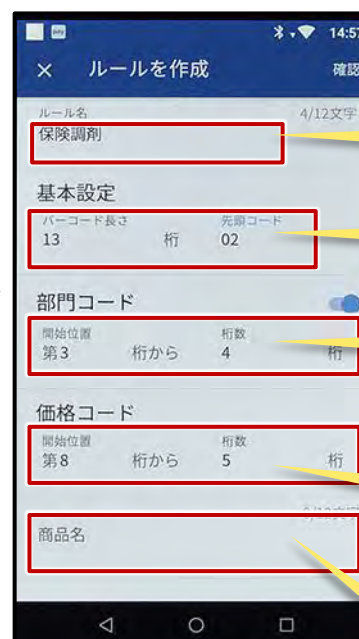 14:57
× ルールを作成 確認
ルール名 4/12文字
保険調剤
基本設定
バーコード長さ 先頭コード
13 桁 02
部門コード
開始位置 桁数
第3 桁から 4 桁
価格コード
開始位置 桁数
第8 桁から 5 桁
商品名